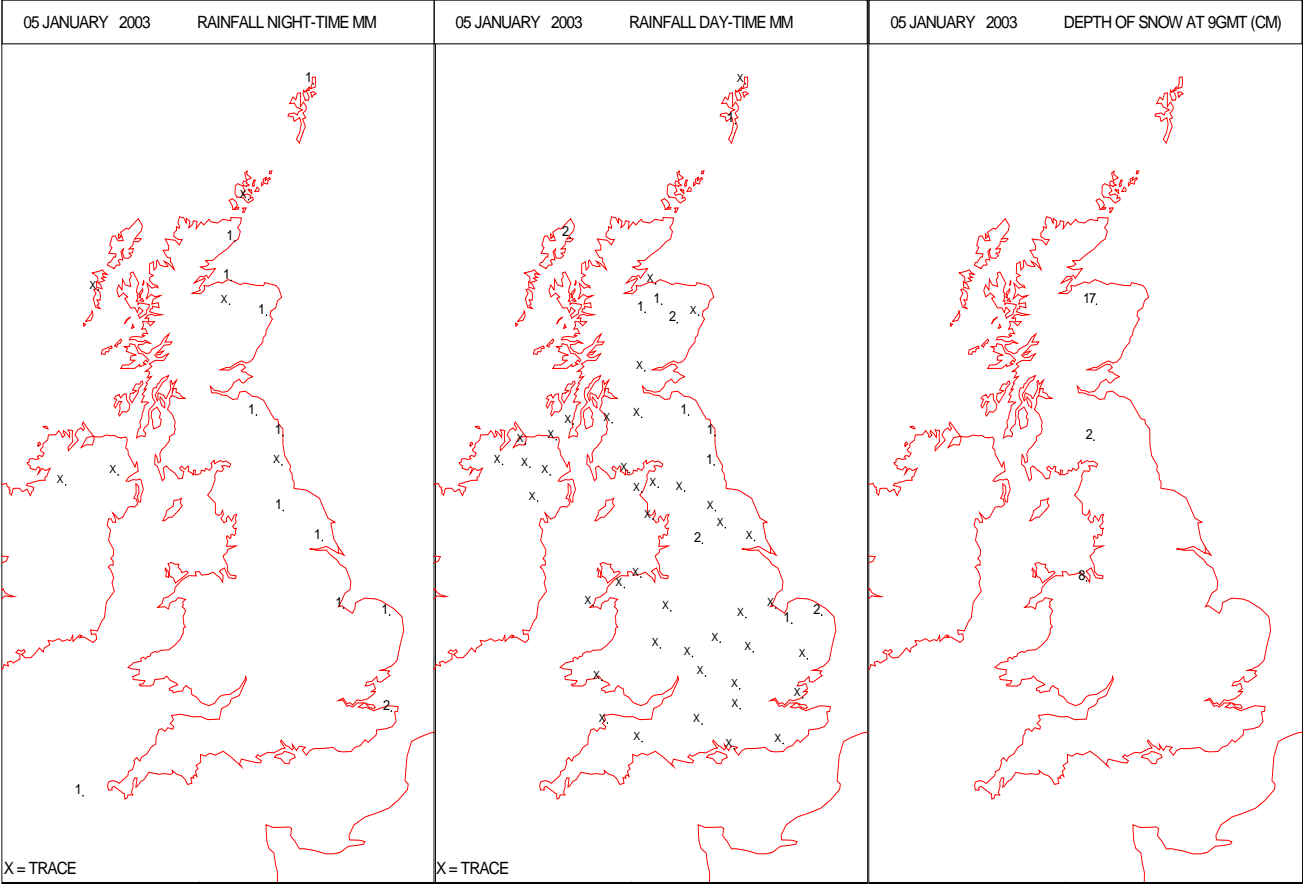 05 JANUARY 2003 RAINFALL NIGHT-TIME MM
1.
X.
1.
1.
X.
X.
1.
1.
1.
X.
X.
X.
1.
1.
1.
1.
2.
1.
X = TRACE
05 JANUARY 2003 RAINFALL DAY-TIME MM
X.
1.
2.
X.
1. 1. X.
2.
X.
X. X. X. 1.
X. X. 1.
X. X. X. X. 1.
X. X. X.
X. X. X.
X. 2. X.
X. X.
X. X. X. X. 2.
X. 1.
X. X. X.
X. X.
X. X. X. X.
X.
X. X.
X. X. X.
X = TRACE
05 JANUARY 2003 DEPTH OF SNOW AT 9GMT (CM)
17.
2.
8.